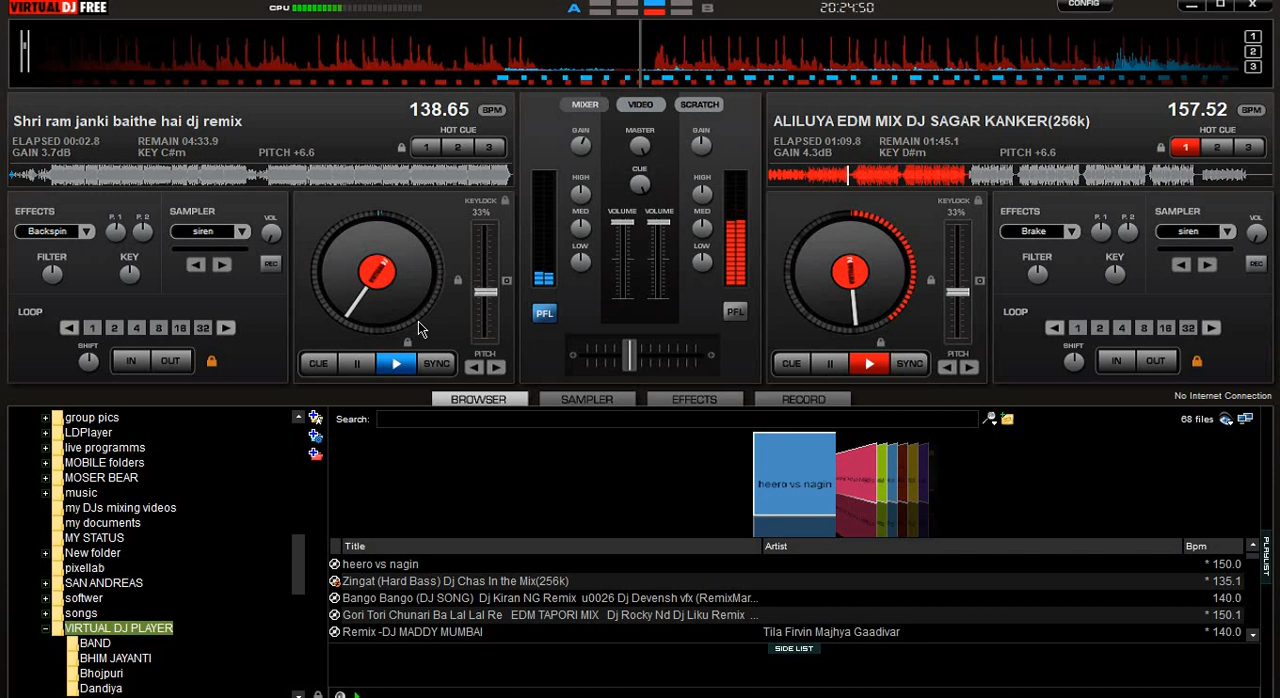 VIRTUAL DJ FREE
CPU
A
B
20:24:50
CONFIG
1
2
3
138.65 BPM
Shri ram janki baithe hai dj remix
ELAPSED 00:02.8 REMAIN 04:33.9
GAIN 3.7dB KEY C#m PITCH +6.6
HOT CUE
1 2 3
MIXER VIDEO SCRATCH
157.52 BPM
ALILUYA EDM MIX DJ SAGAR KANKER(256k)
ELAPSED 01:09.8 REMAIN 01:45.1
GAIN 4.3dB KEY D#m PITCH +6.6
HOT CUE
1 2 3
EFFECTS P. 1 P. 2
Backspin
FILTER KEY
SAMPLER VOL
siren
REC
LOOP
1 2 4 8 16 32
SHIFT
IN OUT
KEYLOCK
33%
CUE SYNC
PITCH
GAIN MASTER GAIN
HIGH CUE HIGH
MED VOLUME VOLUME MED
LOW LOW
PFL PFL
KEYLOCK
33%
CUE SYNC
PITCH
EFFECTS P. 1 P. 2
Brake
FILTER KEY
SAMPLER VOL
siren
REC
LOOP
1 2 4 8 16 32
SHIFT
IN OUT
BROWSER SAMPLER EFFECTS RECORD
No Internet Connection
group pics
LDPlayer
live programms
MOBILE folders
MOSER BEAR
music
my DJs mixing videos
my documents
MY STATUS
New folder
pixellab
SAN ANDREAS
softwer
songs
VIRTUAL DJ PLAYER
BAND
BHIM JAYANTI
Bhojpuri
Dandiya
Search:
68 files
heero vs nagin
Title Artist Bpm
heero vs nagin * 150.0
Zingat (Hard Bass) Dj Chas In the Mix(256k) * 135.1
Bango Bango (DJ SONG) Dj Kiran NG Remix u0026 Dj Devensh vfx (RemixMar... 140.0
Gori Tori Chunari Ba Lal Lal Re EDM TAPORI MIX Dj Rocky Nd Dj Liku Remix ... * 150.1
Remix -DJ MADDY MUMBAI Tila Firvin Majhya Gaadivar * 140.0
SIDE LIST
PLAYLIST